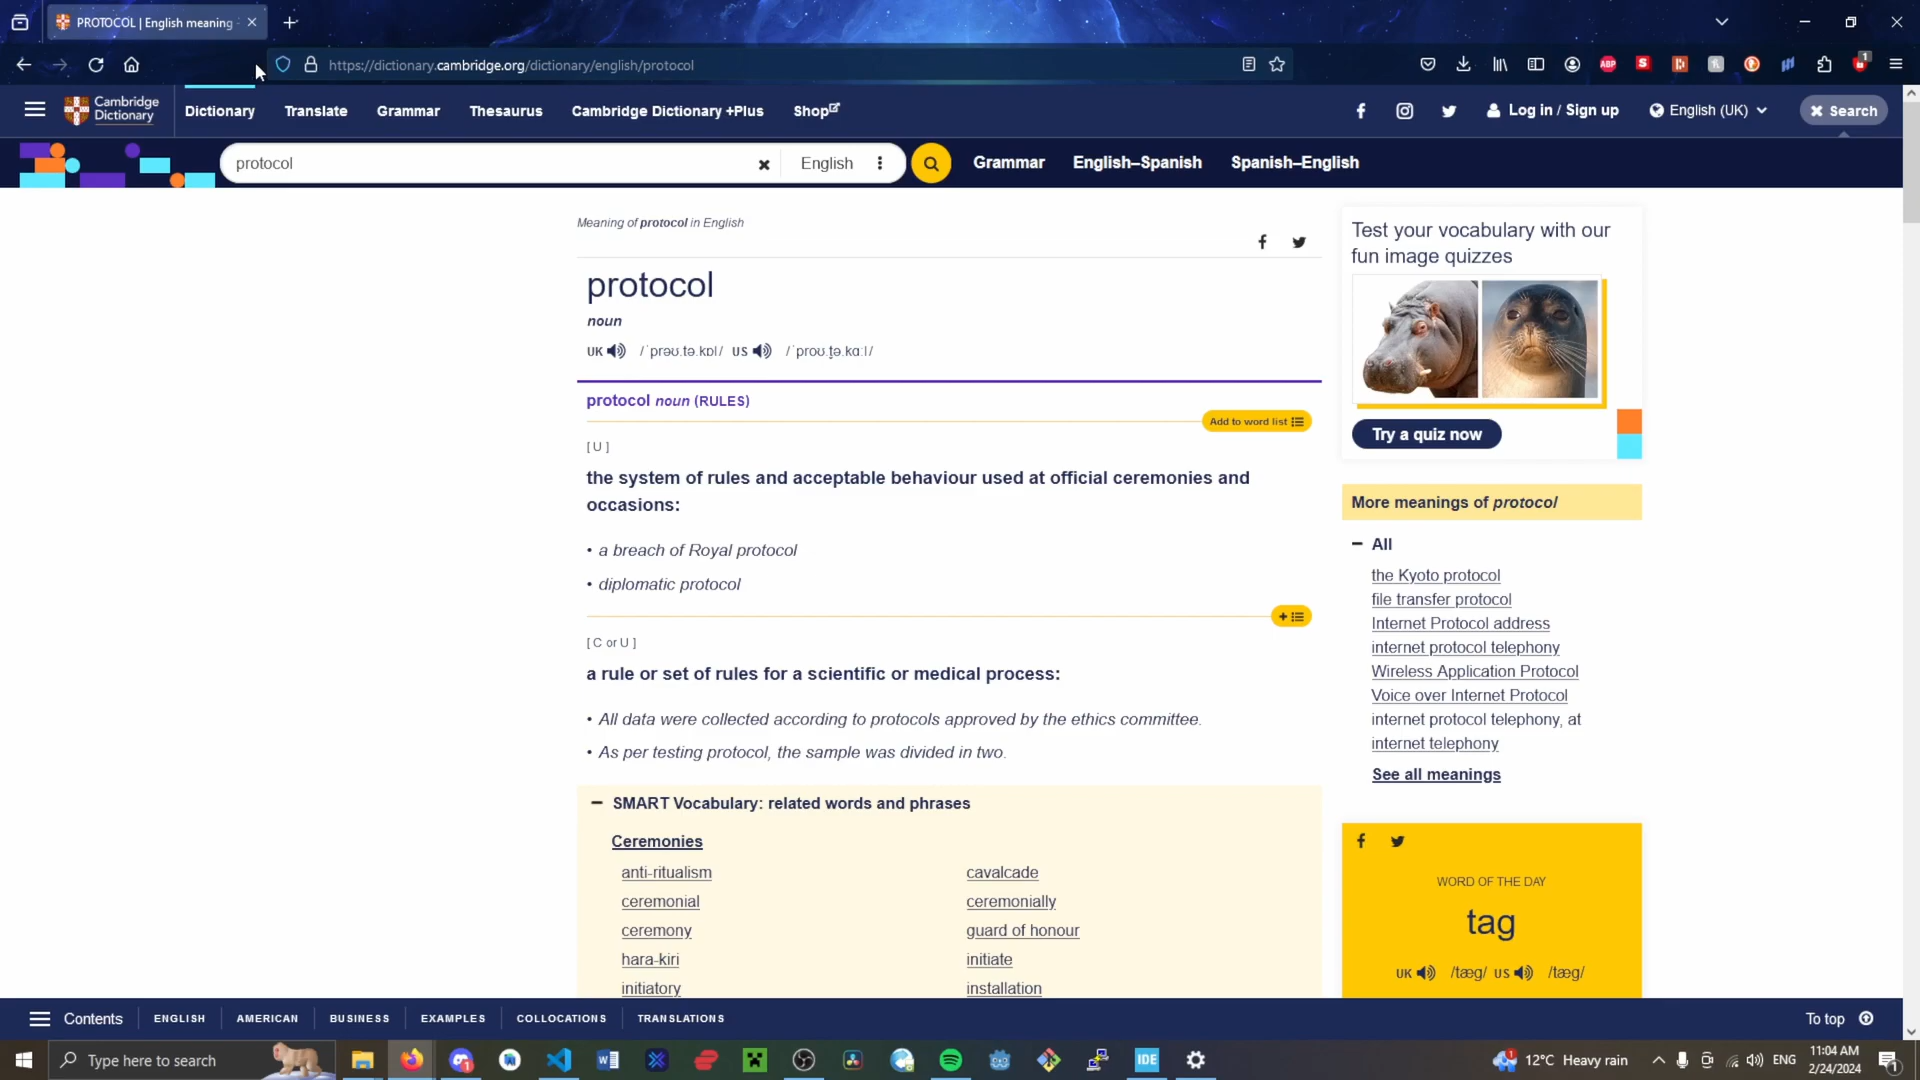 PROTOCOL | English meaning
https://dictionary.cambridge.org/dictionary/english/protocol
ABP
S
1
Cambridge
Dictionary
Dictionary
Translate
Grammar
Thesaurus
Cambridge Dictionary +Plus
Shop
Log in / Sign up
English (UK)
Search
protocol
English
Grammar
English–Spanish
Spanish–English
Meaning of protocol in English
protocol
noun
UK /ˈprəʊ.tə.kɒl/ US /ˈproʊ.t̬ə.kɑːl/
protocol noun (RULES)
Add to word list
[ U ]
the system of rules and acceptable behaviour used at official ceremonies and
occasions:
• a breach of Royal protocol
• diplomatic protocol
[ C or U ]
a rule or set of rules for a scientific or medical process:
• All data were collected according to protocols approved by the ethics committee.
• As per testing protocol, the sample was divided in two.
SMART Vocabulary: related words and phrases
Ceremonies
anti-ritualism
cavalcade
ceremonial
ceremonially
ceremony
guard of honour
hara-kiri
initiate
initiatory
installation
Test your vocabulary with our
fun image quizzes
Try a quiz now
More meanings of protocol
All
the Kyoto protocol
file transfer protocol
Internet Protocol address
internet protocol telephony
Wireless Application Protocol
Voice over Internet Protocol
internet protocol telephony, at
internet telephony
See all meanings
WORD OF THE DAY
tag
UK /tæɡ/ US /tæɡ/
Contents
ENGLISH
AMERICAN
BUSINESS
EXAMPLES
COLLOCATIONS
TRANSLATIONS
To top
Type here to search
1
IDE
1
12°C Heavy rain
ENG
11:04 AM
2/24/2024
1